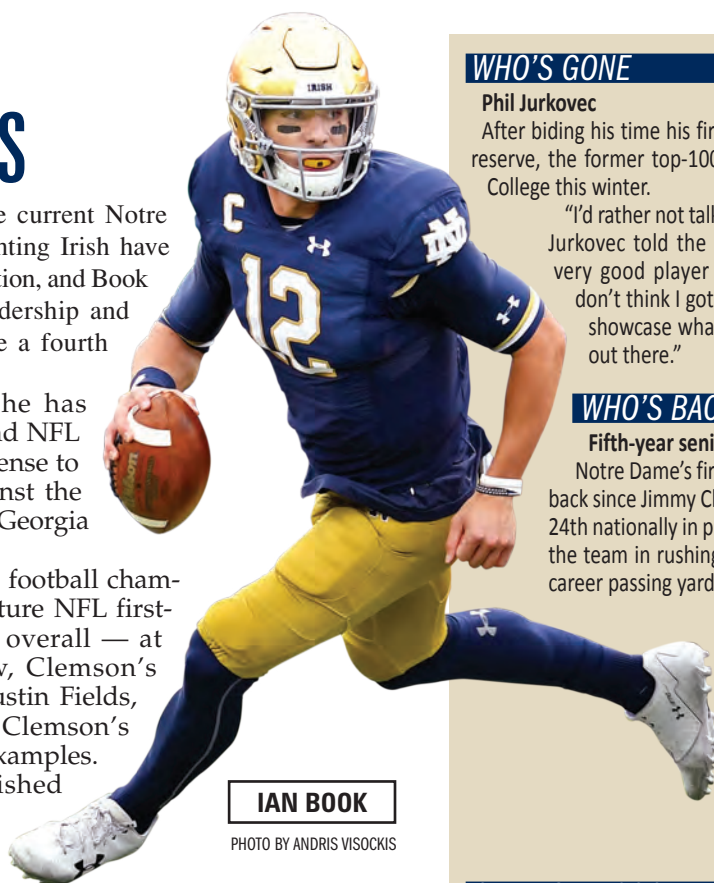 S
e current Notre
nting Irish have
tion, and Book
dership and
e a fourth
he has
nd NFL
ense to
nst the
Georgia
football cham-
ture NFL first-
overall — at
w, Clemson's
ustin Fields,
Clemson's
xamples.
ished
IRISH
C
ND
12
Wilson
IAN BOOK
PHOTO BY ANDRIS VISOCKIS
WHO'S GONE
Phil Jurkovec
After biding his fir
reserve, the former top-100
College this winter.
"I'd rather not talk
Jurkovec told the
very good player
don't think I got
showcase wha
out there."
WHO'S BAC
Fifth-year seni
Notre Dame's fir
back since Jimmy Cl
24th nationally in p
the team in rushing
career passing yard